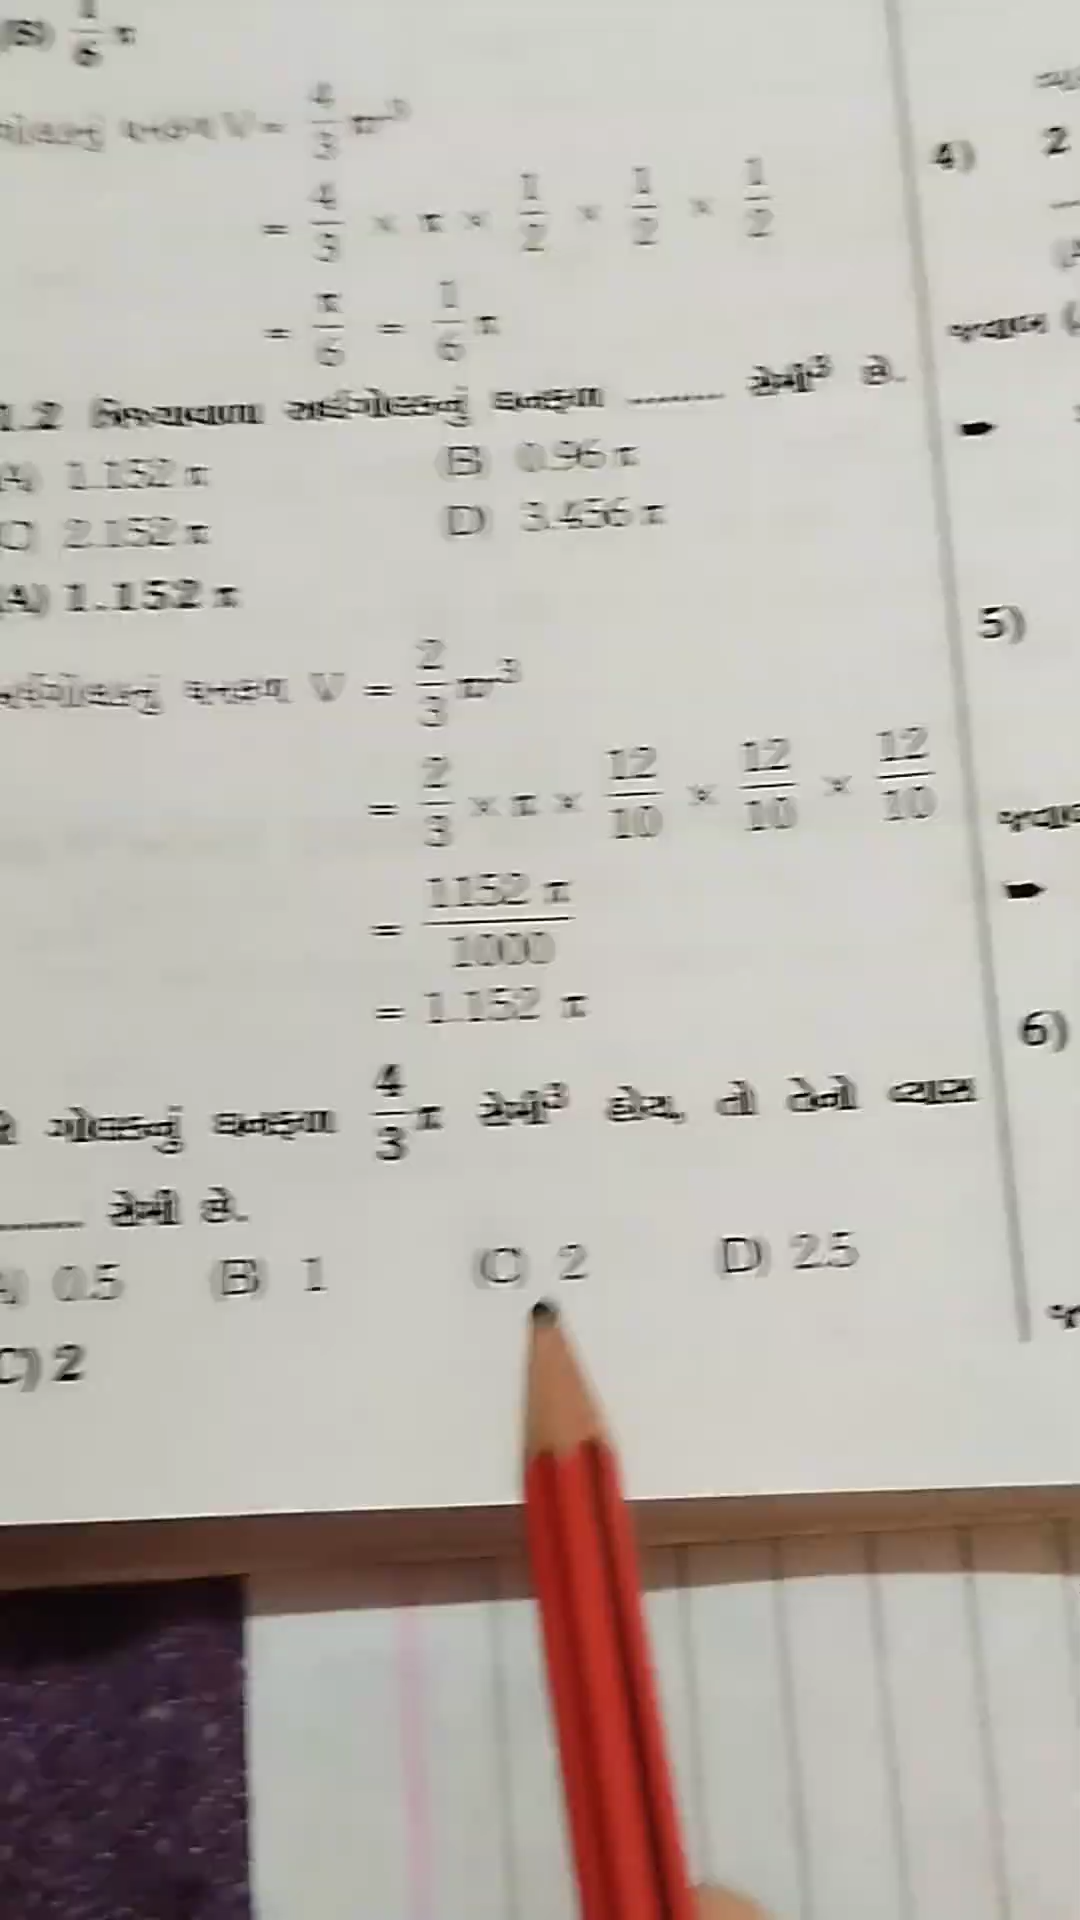 (B) 1/6 π
ઘનફળ V = 4/3 πr³
= 4/3 × π × 1/2 × 1/2 × 1/2
= π/6 = 1/6 π
1.2 ત્રિજ્યાવાળા અર્ધગોલકનું ઘનફળ ........ સેમી³ છે.
(A) 1.152 π (B) 0.96 π
(C) 2.152 π (D) 3.456 π
(A) 1.152 π
અર્ધગોલકનું ઘનફળ V = 2/3 πr³
= 2/3 × π × 12/10 × 12/10 × 12/10
= 1152 π/1000
= 1.152 π
ગોલકનું ઘનફળ 4/3 π સેમી³ હોય, તો તેનો વ્યાસ
........ સેમી છે.
(A) 0.5 (B) 1 (C) 2 (D) 2.5
(C) 2
4) 2
જવાબ
5)
6)